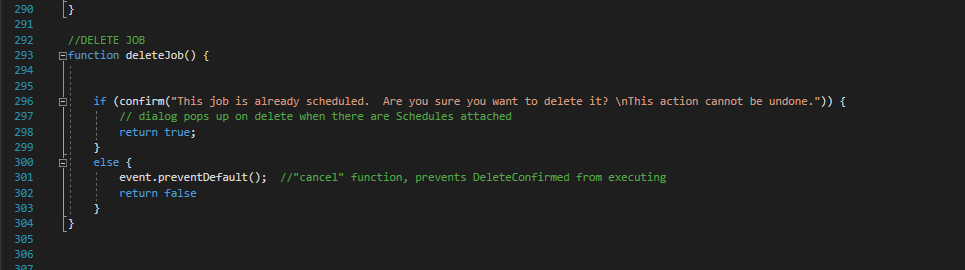 290 }
291
292 //DELETE JOB
293 function deleteJob() {
294
295
296 if (confirm("This job is already scheduled.  Are you sure you want to delete it? \nThis action cannot be undone.")) {
297 // dialog pops up on delete when there are Schedules attached
298 return true;
299 }
300 else {
301 event.preventDefault();  //"cancel" function, prevents DeleteConfirmed from executing
302 return false
303 }
304 }
305
306
307